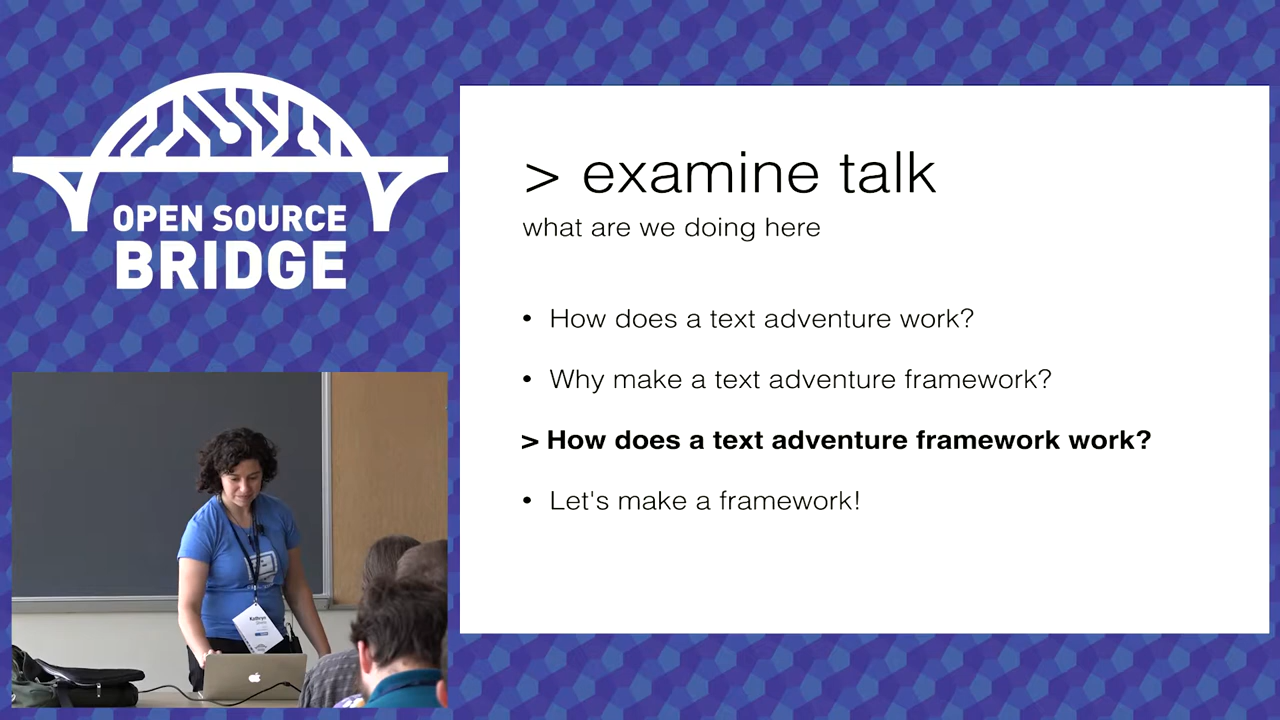 OPEN SOURCE
BRIDGE
> examine talk
what are we doing here
• How does a text adventure work?
• Why make a text adventure framework?
> How does a text adventure framework work?
• Let's make a framework!
Kathryn